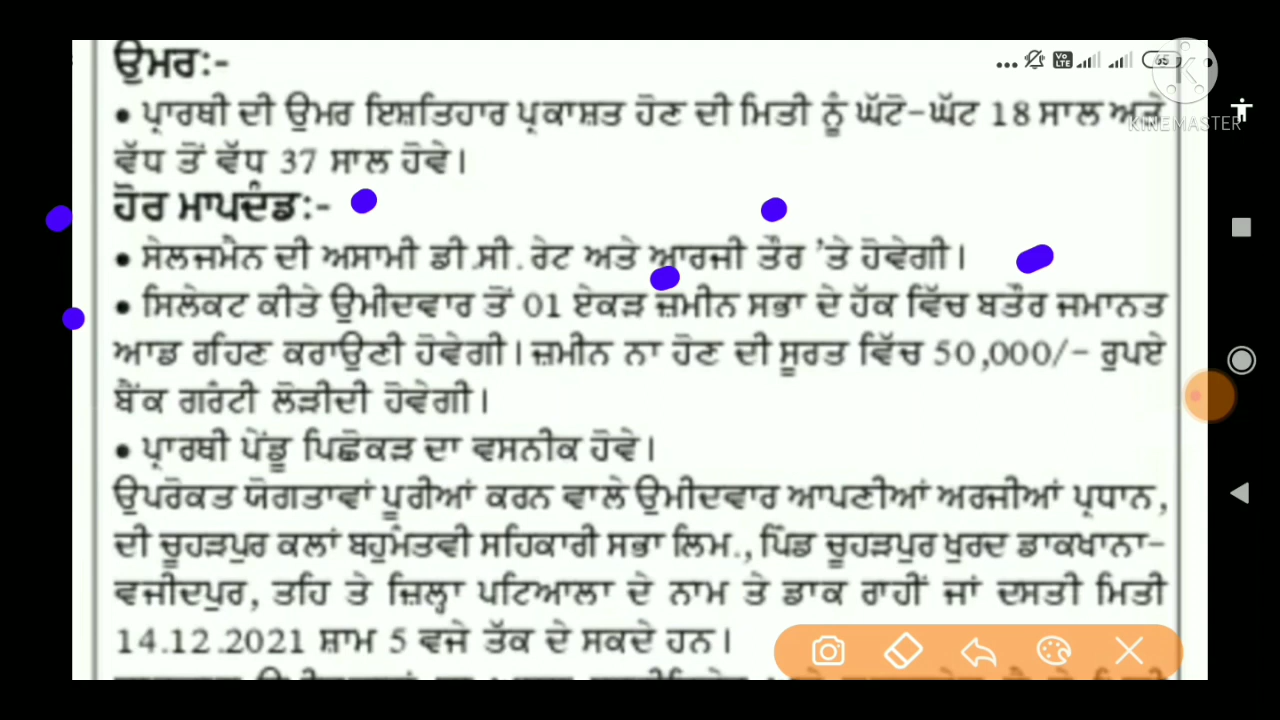 ਉਮਰ:-
65
KINEMASTER
• ਪ੍ਰਾਰਥੀ ਦੀ ਉਮਰ ਇਸ਼ਤਿਹਾਰ ਪ੍ਰਕਾਸ਼ਤ ਹੋਣ ਦੀ ਮਿਤੀ ਨੂੰ ਘੱਟੋ-ਘੱਟ 18 ਸਾਲ ਅਤੇ
ਵੱਧ ਤੋਂ ਵੱਧ 37 ਸਾਲ ਹੋਵੇ।
ਹੋਰ ਮਾਪਦੰਡ:-
• ਸੇਲਜਮੈਨ ਦੀ ਅਸਾਮੀ ਡੀ.ਸੀ. ਰੇਟ ਅਤੇ ਆਰਜੀ ਤੌਰ 'ਤੇ ਹੋਵੇਗੀ।
• ਸਿਲੇਕਟ ਕੀਤੇ ਉਮੀਦਵਾਰ ਤੋਂ 01 ਏਕੜ ਜ਼ਮੀਨ ਸਭਾ ਦੇ ਹੱਕ ਵਿੱਚ ਬਤੌਰ ਜਮਾਨਤ
ਆਡ ਰਹਿਣ ਕਰਾਉਣੀ ਹੋਵੇਗੀ। ਜ਼ਮੀਨ ਨਾ ਹੋਣ ਦੀ ਸੂਰਤ ਵਿੱਚ 50,000/- ਰੁਪਏ
ਬੈਂਕ ਗਰੰਟੀ ਲੋੜੀਦੀ ਹੋਵੇਗੀ।
• ਪ੍ਰਾਰਥੀ ਪੇਂਡੂ ਪਿਛੋਕੜ ਦਾ ਵਸਨੀਕ ਹੋਵੇ।
ਉਪਰੋਕਤ ਯੋਗਤਾਵਾਂ ਪੂਰੀਆਂ ਕਰਨ ਵਾਲੇ ਉਮੀਦਵਾਰ ਆਪਣੀਆਂ ਅਰਜੀਆਂ ਪ੍ਰਧਾਨ,
ਦੀ ਚੂਹੜਪੁਰ ਕਲਾਂ ਬਹੁਮੰਤਵੀ ਸਹਿਕਾਰੀ ਸਭਾ ਲਿਮ., ਪਿੰਡ ਚੂਹੜਪੁਰ ਖੁਰਦ ਡਾਕਖਾਨਾ-
ਵਜੀਦਪੁਰ, ਤਹਿ ਤੇ ਜ਼ਿਲ੍ਹਾ ਪਟਿਆਲਾ ਦੇ ਨਾਮ ਤੇ ਡਾਕ ਰਾਹੀਂ ਜਾਂ ਦਸਤੀ ਮਿਤੀ
14.12.2021 ਸ਼ਾਮ 5 ਵਜੇ ਤੱਕ ਦੇ ਸਕਦੇ ਹਨ।